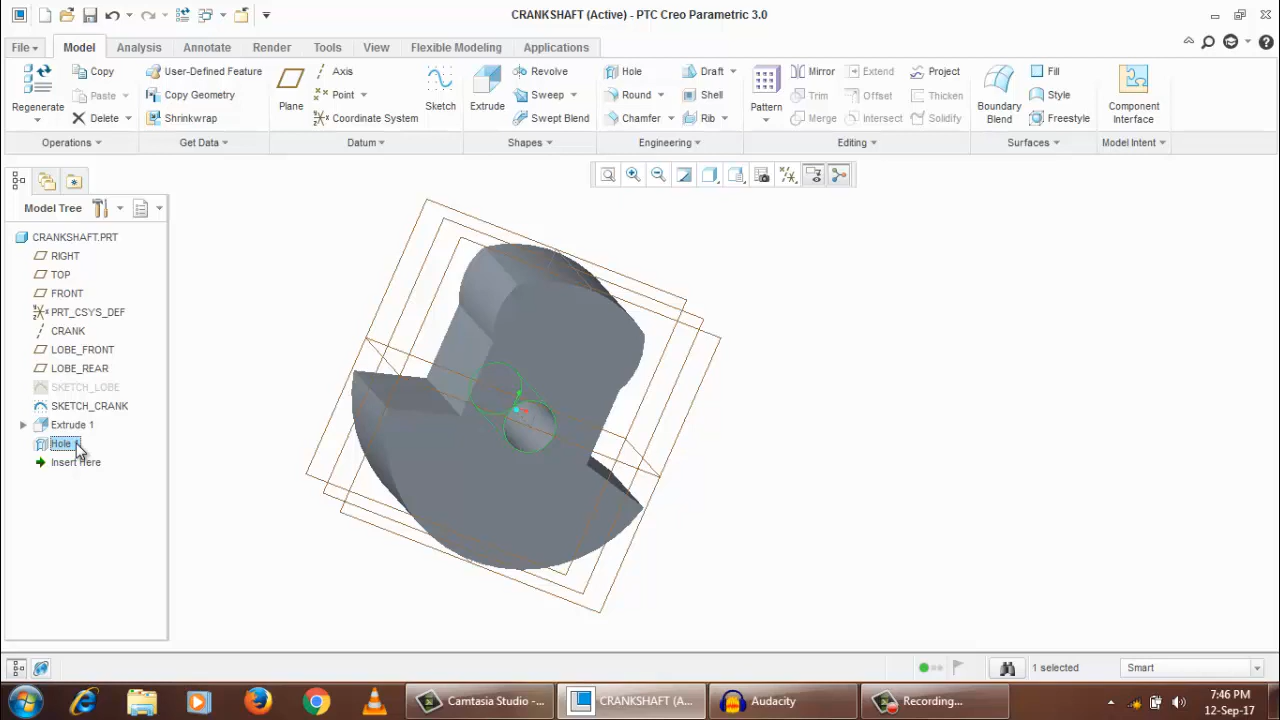 CRANKSHAFT (Active) - PTC Creo Parametric 3.0
File Model Analysis Annotate Render Tools View Flexible Modeling Applications
Regenerate
Copy
Paste
Delete
Operations
User-Defined Feature
Copy Geometry
Shrinkwrap
Get Data
Plane
Axis
Point
Coordinate System
Datum
Sketch
Extrude
Revolve
Sweep
Swept Blend
Shapes
Hole
Round
Chamfer
Draft
Shell
Rib
Engineering
Pattern
Mirror
Trim
Merge
Extend
Offset
Intersect
Project
Thicken
Solidify
Editing
Boundary
Blend
Fill
Style
Freestyle
Surfaces
Component
Interface
Model Intent
Model Tree
CRANKSHAFT.PRT
RIGHT
TOP
FRONT
PRT_CSYS_DEF
CRANK
LOBE_FRONT
LOBE_REAR
SKETCH_LOBE
SKETCH_CRANK
Extrude 1
Hole
Insert Here
1 selected
Smart
Camtasia Studio - ...
CRANKSHAFT (A...
Audacity
Recording...
7:46 PM
12-Sep-17